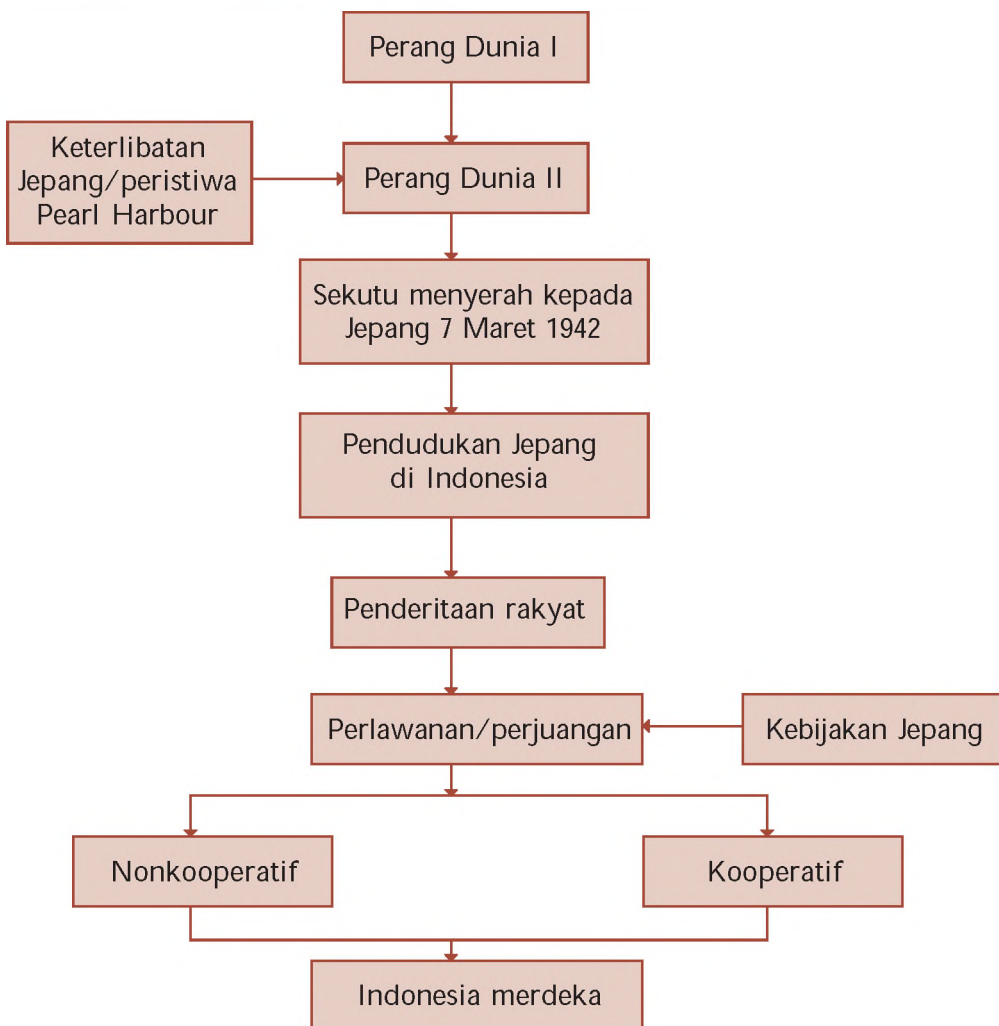 Perang Dunia I
Keterlibatan
Jepang/peristiwa
Pearl Harbour
Perang Dunia II
Sekutu menyerah kepada
Jepang 7 Maret 1942
Pendudukan Jepang
di Indonesia
Penderitaan rakyat
Perlawanan/perjuangan
Kebijakan Jepang
Nonkooperatif
Kooperatif
Indonesia merdeka